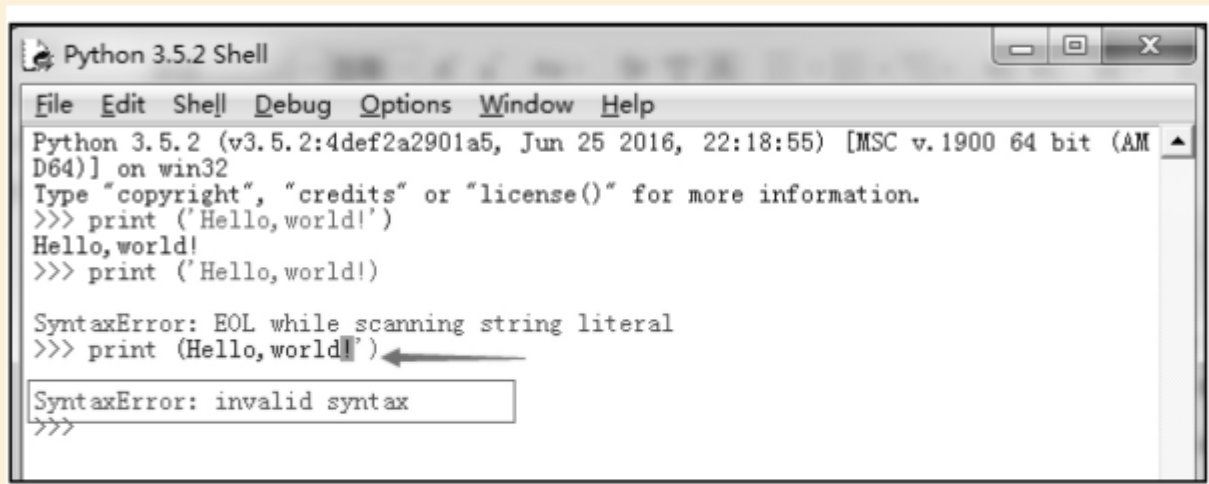 Python 3.5.2 Shell
File Edit Shell Debug Options Window Help
Python 3.5.2 (v3.5.2:4def2a2901a5, Jun 25 2016, 22:18:55) [MSC v.1900 64 bit (AM
D64)] on win32
Type "copyright", "credits" or "license()" for more information.
>>> print ('Hello,world!')
Hello,world!
>>> print ('Hello,world!)
SyntaxError: EOL while scanning string literal
>>> print (Hello,world!')
SyntaxError: invalid syntax
>>>